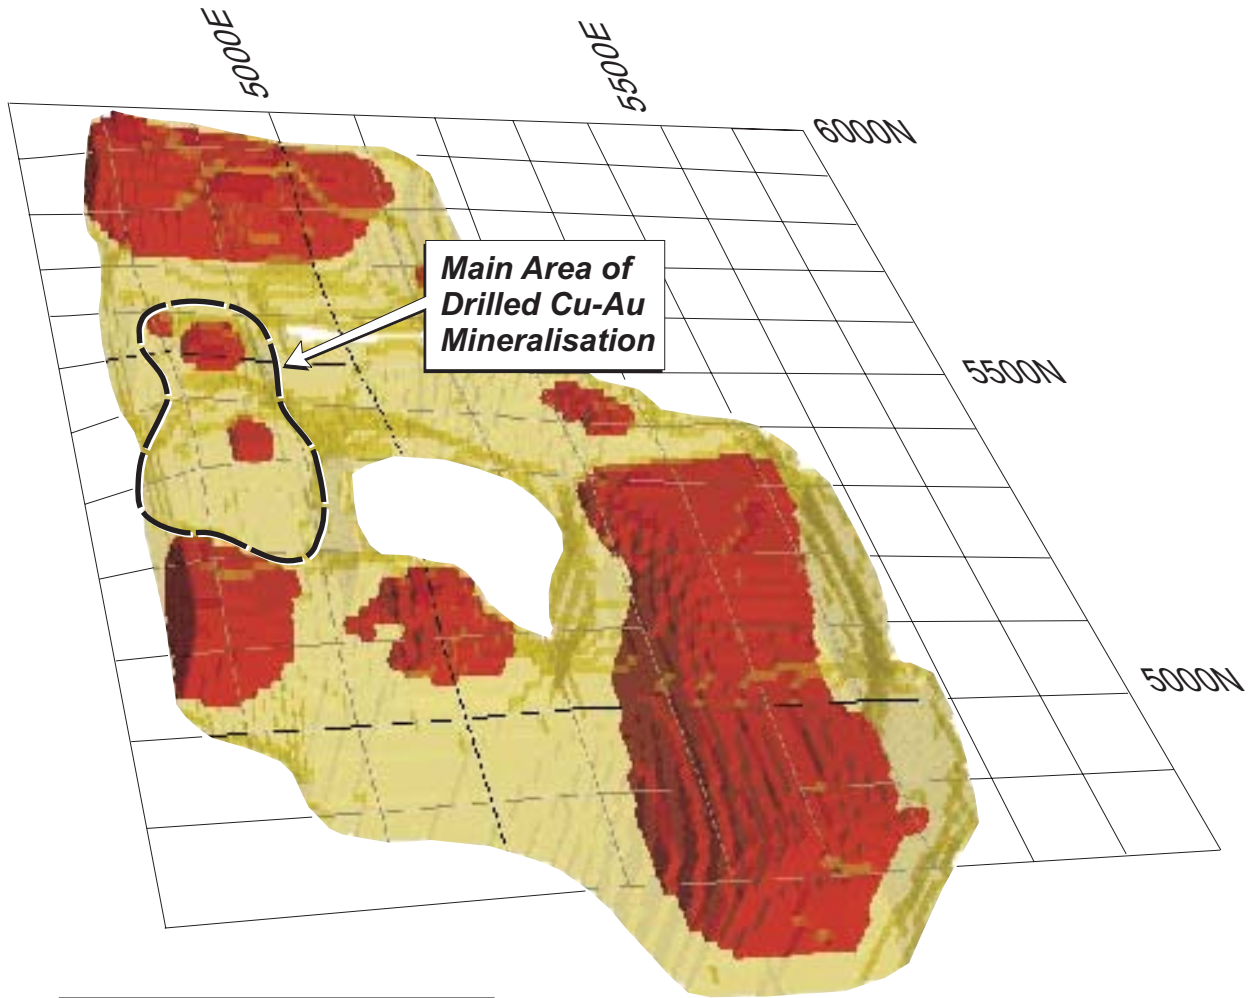 5000E
5500E
6000N
Main Area of
Drilled Cu-Au
Mineralisation
5500N
5000N